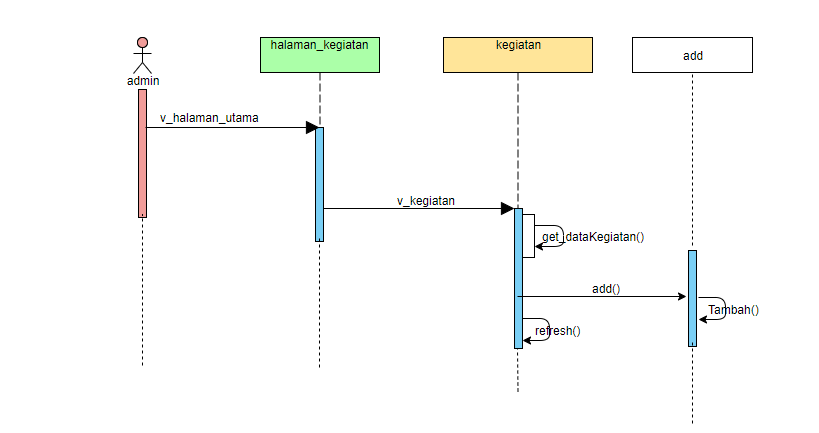 halaman_kegiatan
kegiatan
add
admin
v_halaman_utama
v_kegiatan
get_dataKegiatan()
add()
Tambah()
refresh()